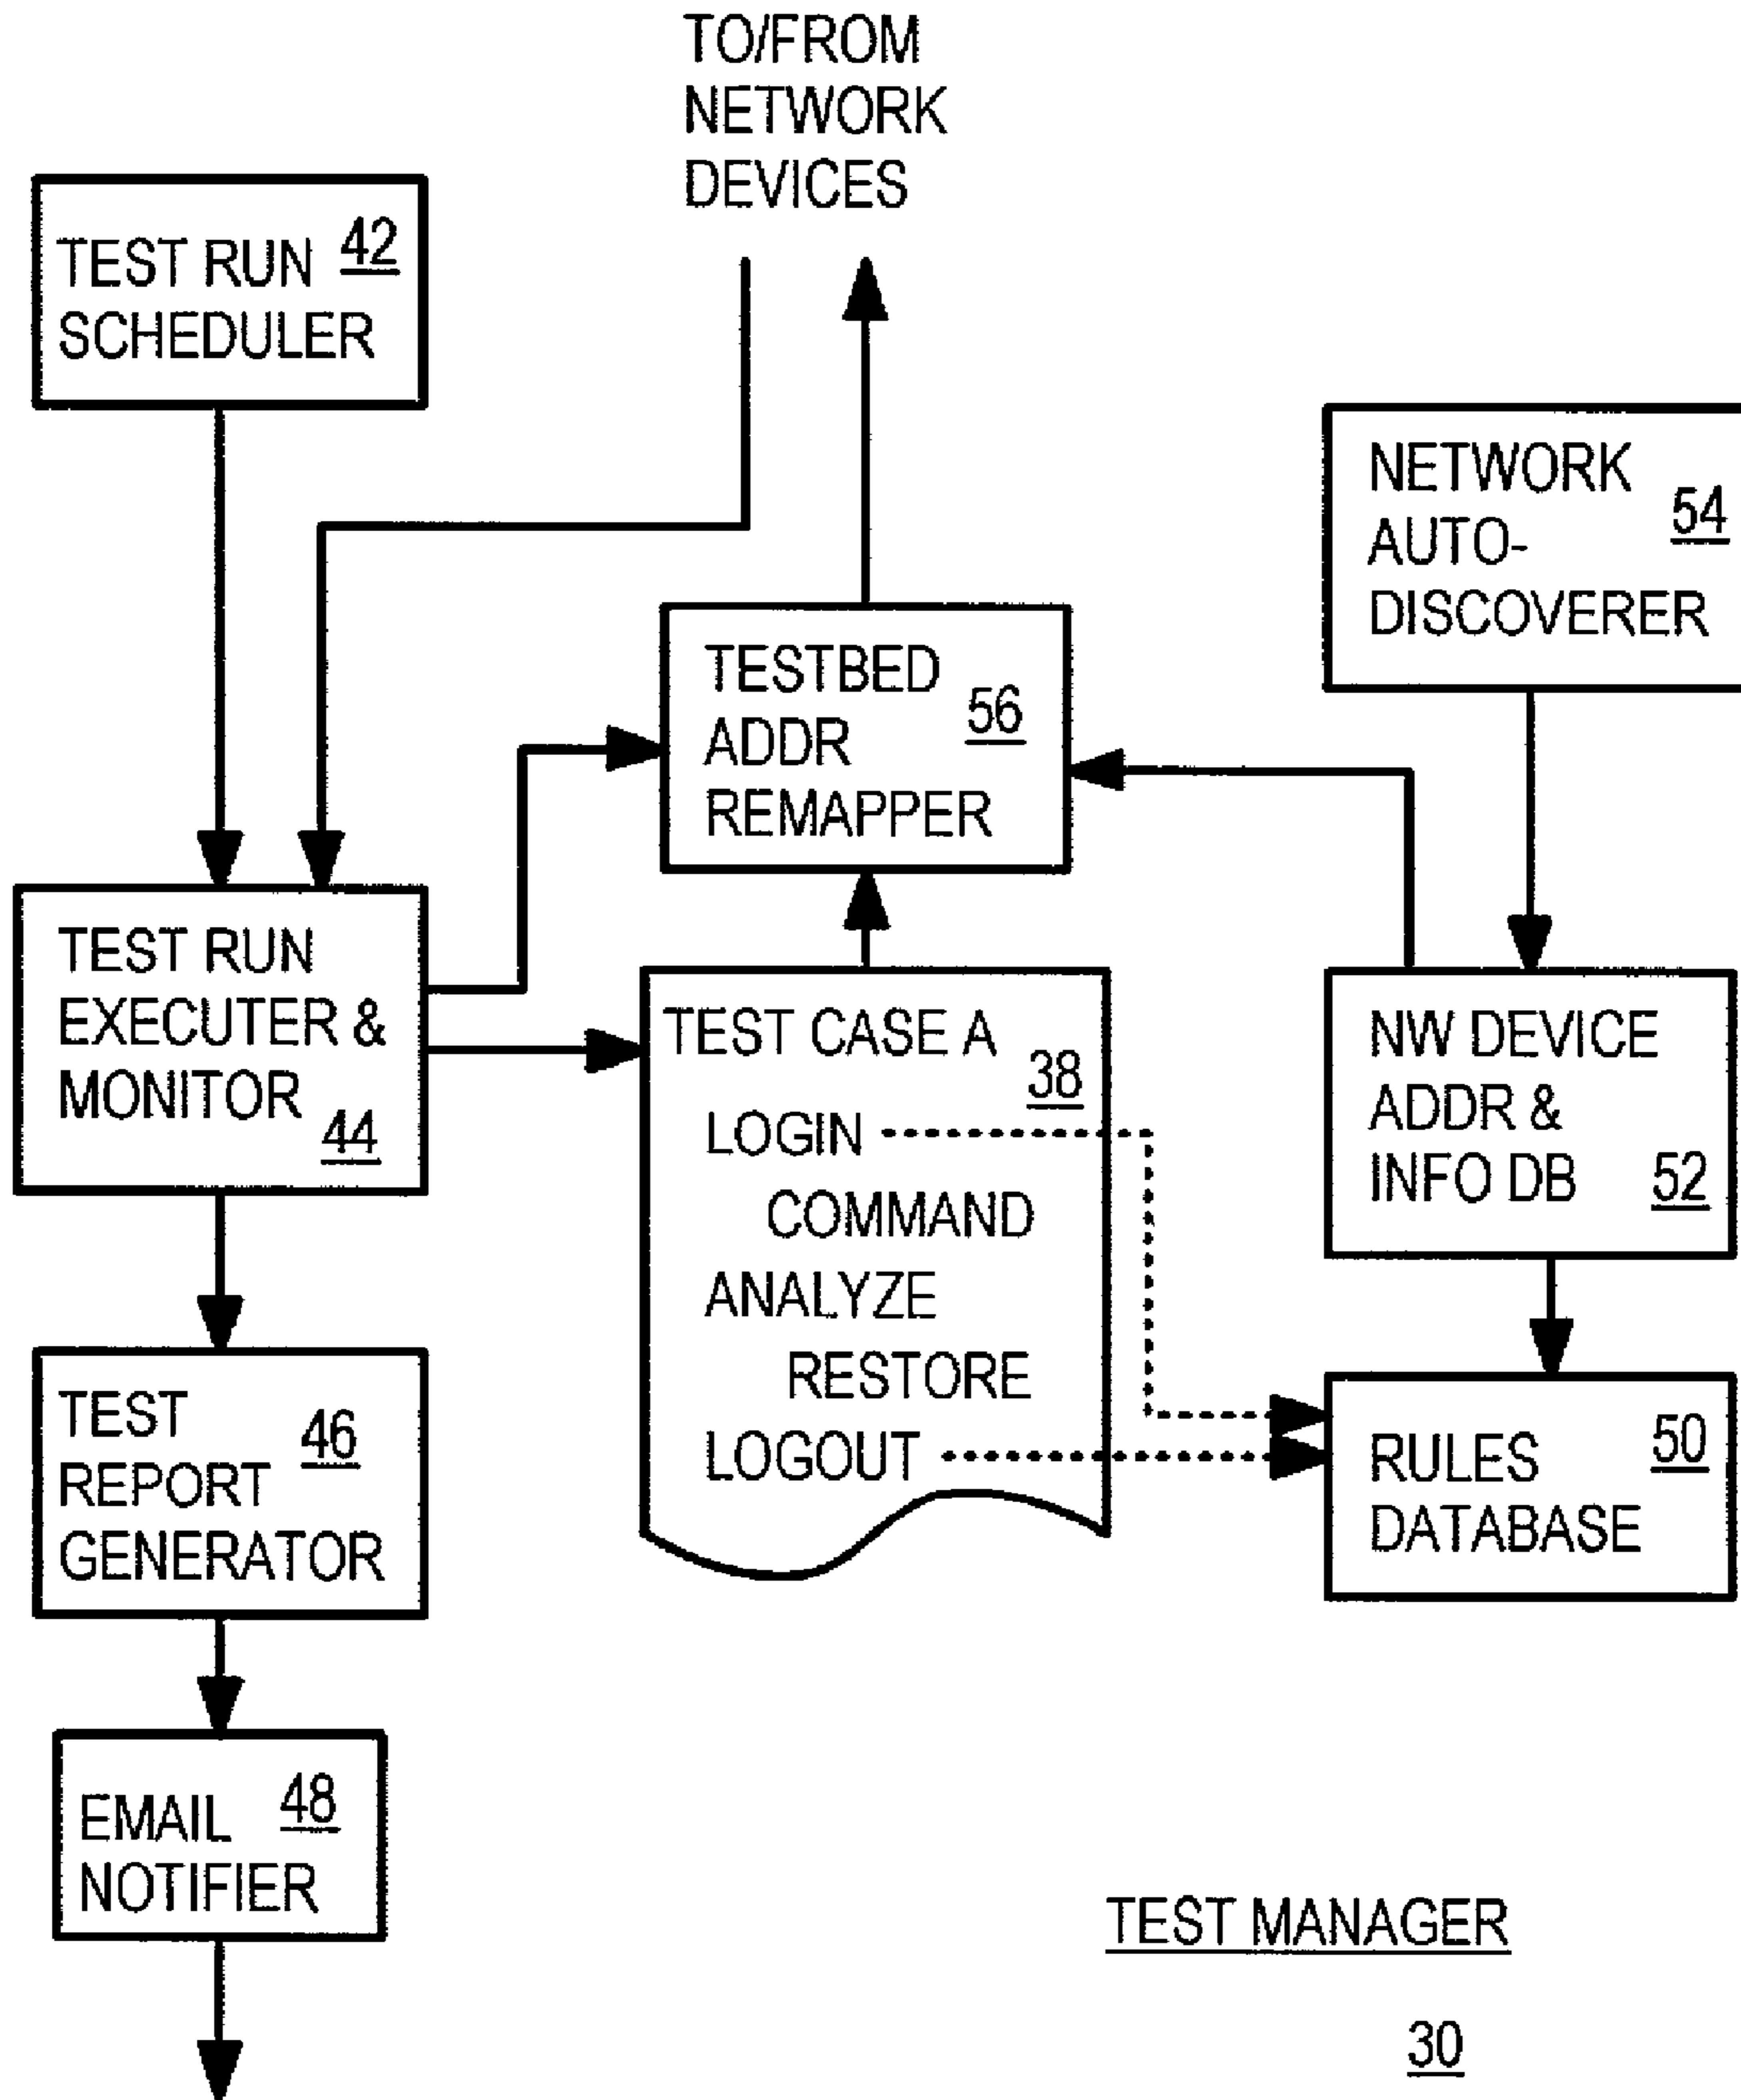 TO/FROM
NETWORK
DEVICES
TEST RUN 42
SCHEDULER
NETWORK
AUTO- 54
DISCOVERER
TESTBED
ADDR 56
REMAPPER
TEST RUN
EXECUTER &
MONITOR 44
TEST CASE A 38
LOGIN
COMMAND
ANALYZE
RESTORE
LOGOUT
NW DEVICE
ADDR &
INFO DB 52
TEST
REPORT 46
GENERATOR
RULES 50
DATABASE
EMAIL 48
NOTIFIER
TEST MANAGER
30